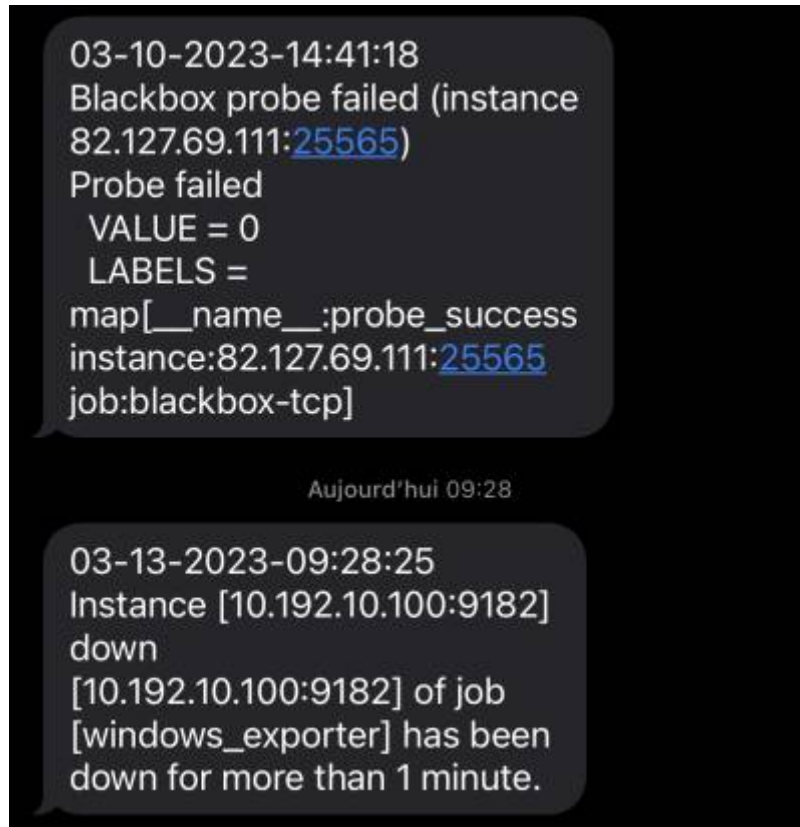 03-10-2023-14:41:18
Blackbox probe failed (instance
82.127.69.111:25565)
Probe failed
VALUE = 0
LABELS =
map[__name__:probe_success
instance:82.127.69.111:25565
job:blackbox-tcp]
Aujourd'hui 09:28
03-13-2023-09:28:25
Instance [10.192.10.100:9182]
down
[10.192.10.100:9182] of job
[windows_exporter] has been
down for more than 1 minute.